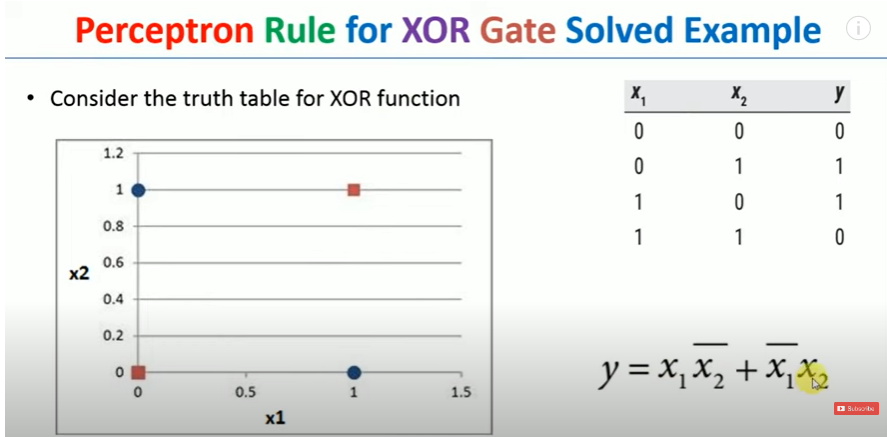 Perceptron Rule for XOR Gate Solved Example
i
• Consider the truth table for XOR function
x₁ x₂ y
0 0 0
0 1 1
1 0 1
1 1 0
1.2
1
0.8
0.6
0.4
0.2
0
x2
0 0.5 1 1.5
x1
y = x₁x̅₂ + x̅₁x₂
Subscribe